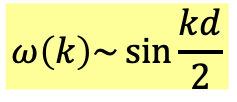 ω(k)~ sin kd/2